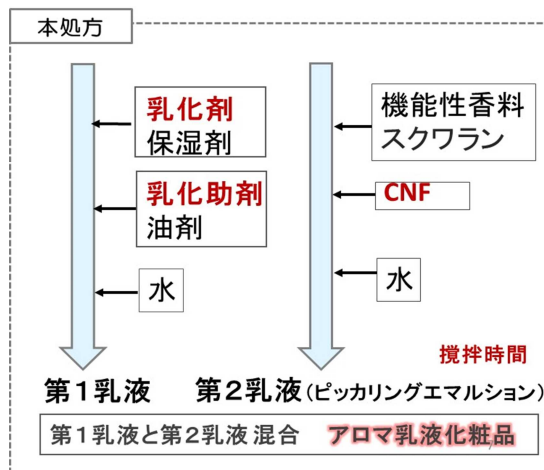 本処方
乳化剤
保湿剤
乳化助剤
油剤
水
機能性香料
スクワラン
CNF
水
撹拌時間
第1乳液
第2乳液(ピッカリングエマルション)
第1乳液と第2乳液混合 アロマ乳液化粧品